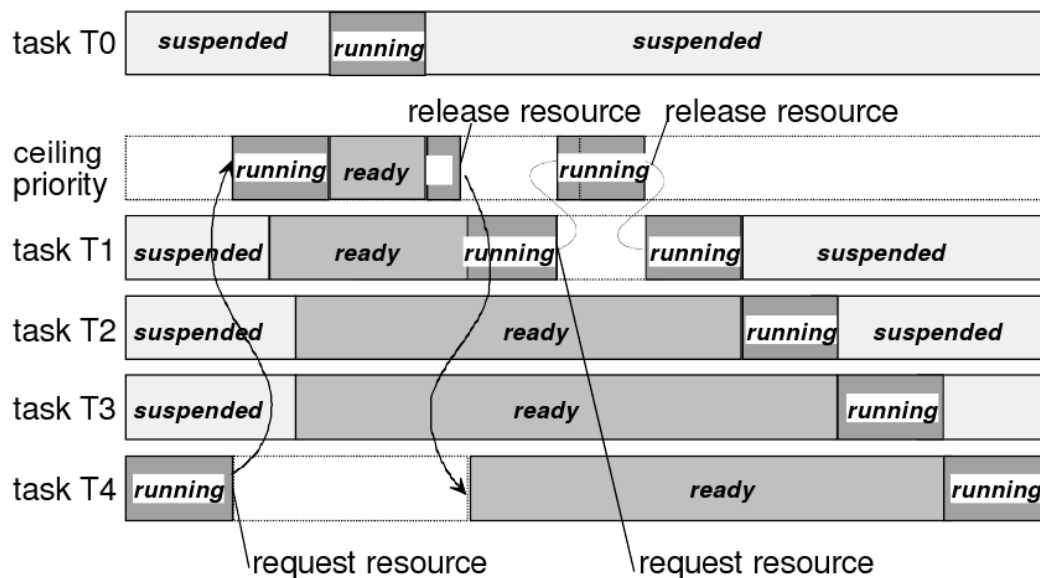 task T0
suspended
running
suspended
release resource
release resource
ceiling
priority
running
ready
running
task T1
suspended
ready
running
running
suspended
task T2
suspended
ready
running
suspended
task T3
suspended
ready
running
task T4
running
ready
running
request resource
request resource